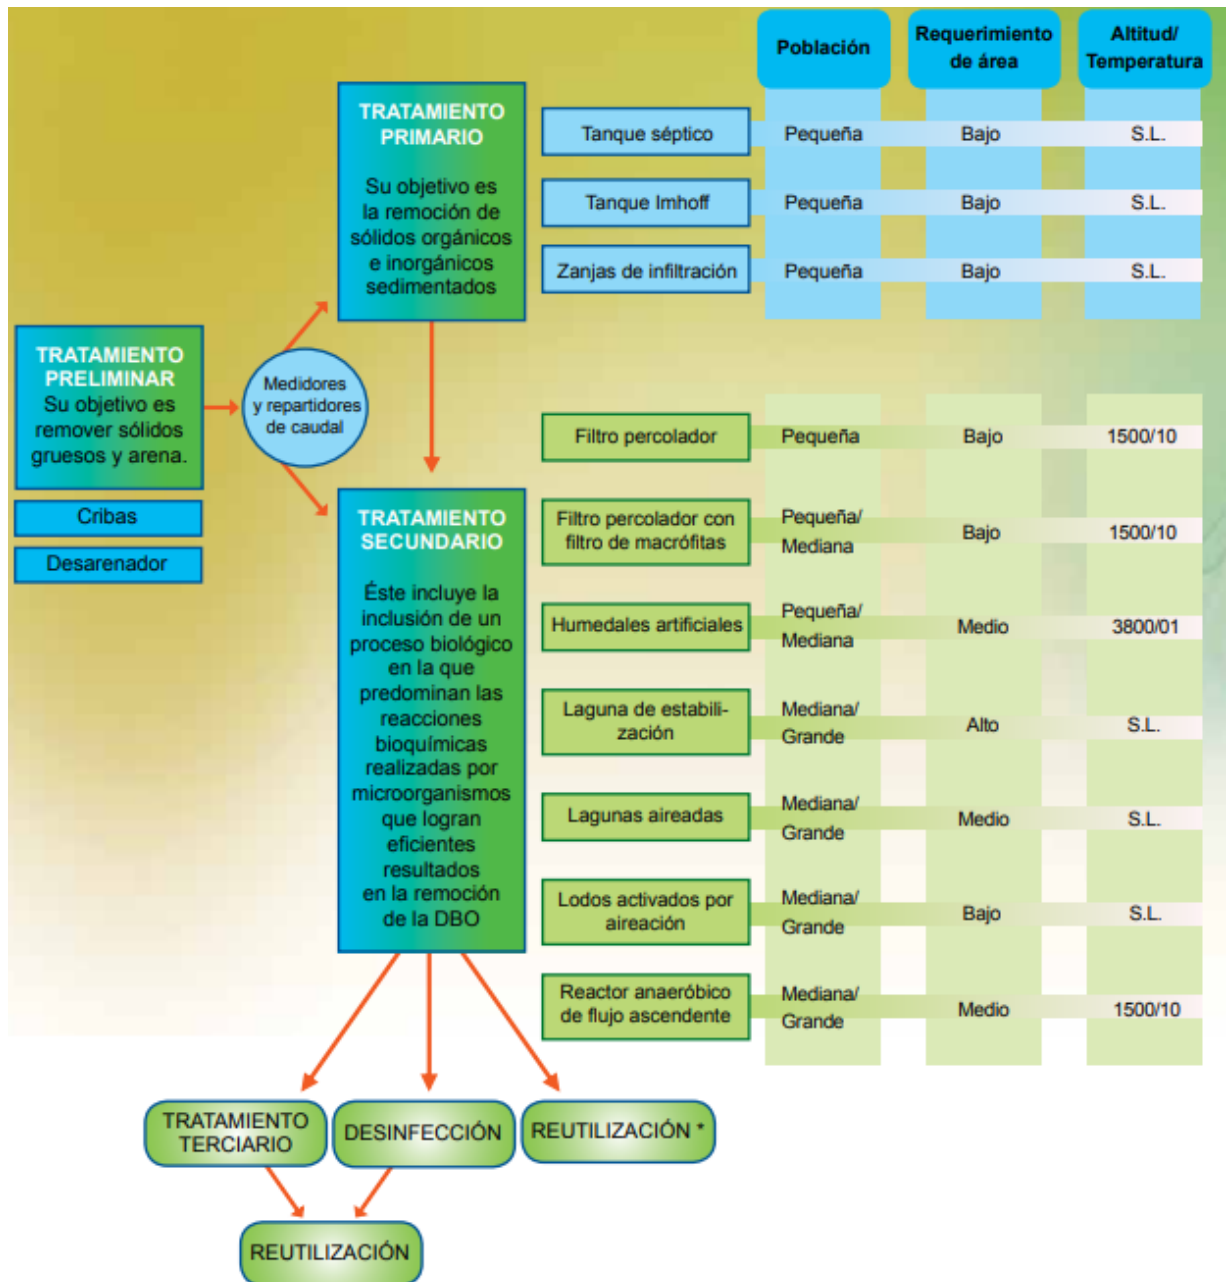 Población
Requerimiento
de área
Altitud/
Temperatura
TRATAMIENTO
PRIMARIO
Su objetivo es
la remoción de
sólidos orgánicos
e inorgánicos
sedimentados
Tanque séptico
Pequeña
Bajo
S.L.
Tanque Imhoff
Pequeña
Bajo
S.L.
Zanjas de infiltración
Pequeña
Bajo
S.L.
TRATAMIENTO
PRELIMINAR
Su objetivo es
remover sólidos
gruesos y arena.
Cribas
Desarenador
Medidores
y repartidores
de caudal
TRATAMIENTO
SECUNDARIO
Éste incluye la
inclusión de un
proceso biológico
en la que
predominan las
reacciones
bioquímicas
realizadas por
microorganismos
que logran
eficientes
resultados
en la remoción
de la DBO
Filtro percolador
Pequeña
Bajo
1500/10
Filtro percolador con
filtro de macrófitas
Pequeña/
Mediana
Bajo
1500/10
Humedales artificiales
Pequeña/
Mediana
Medio
3800/01
Laguna de estabili-
zación
Mediana/
Grande
Alto
S.L.
Lagunas aireadas
Mediana/
Grande
Medio
S.L.
Lodos activados por
aireación
Mediana/
Grande
Bajo
S.L.
Reactor anaeróbico
de flujo ascendente
Mediana/
Grande
Medio
1500/10
TRATAMIENTO
TERCIARIO
DESINFECCIÓN
REUTILIZACIÓN *
REUTILIZACIÓN